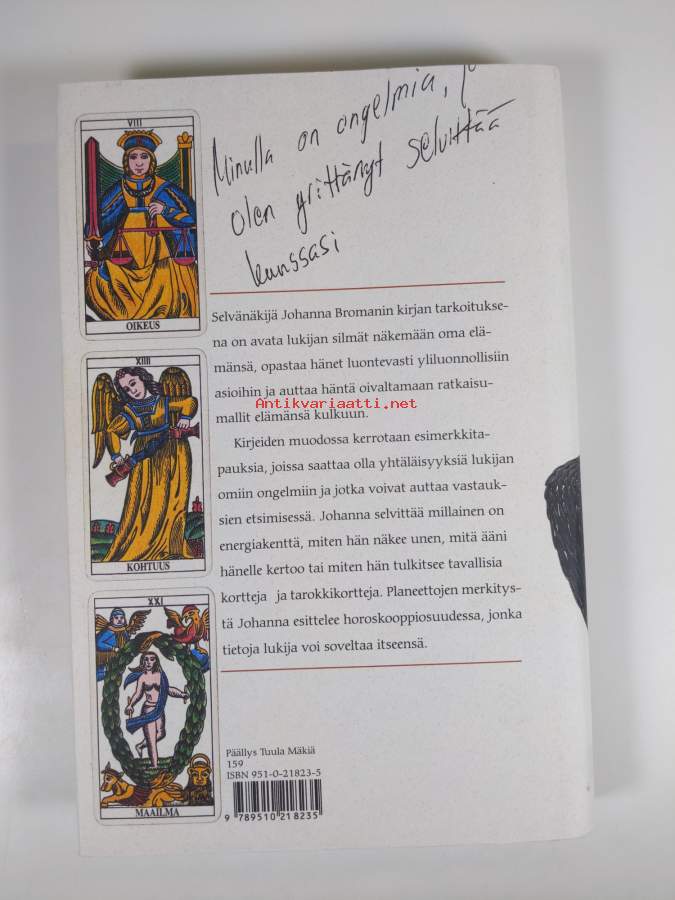 VIII
OIKEUS
XIIII
KOHTUUS
XXI
MAAILMA
Minulla on ongelmia,
olen yrittänyt selvittää
kanssasi
Selvänäkijä Johanna Bromanin kirjan tarkoitukse-
na on avata lukijan silmät näkemään oma elä-
mänsä, opastaa hänet luontevasti yliluonnollisiin
asioihin ja auttaa häntä oivaltamaan ratkaisu-
mallit elämänsä kulkuun.
Antikvariaatti.net
Kirjeiden muodossa kerrotaan esimerkkita-
pauksia, joissa saattaa olla yhtäläisyyksiä lukijan
omiin ongelmiin ja jotka voivat auttaa vastauk-
sien etsimisessä. Johanna selvittää millainen on
energiakenttä, miten hän näkee unen, mitä ääni
hänelle kertoo tai miten hän tulkitsee tavallisia
kortteja ja tarokkikortteja. Planeettojen merkitys-
tä Johanna esittelee horoskooppiosuudessa, jonka
tietoja lukija voi soveltaa itseensä.
Päällys Tuula Mäkiä
159
ISBN 951-0-21823-5
9 789510 218235